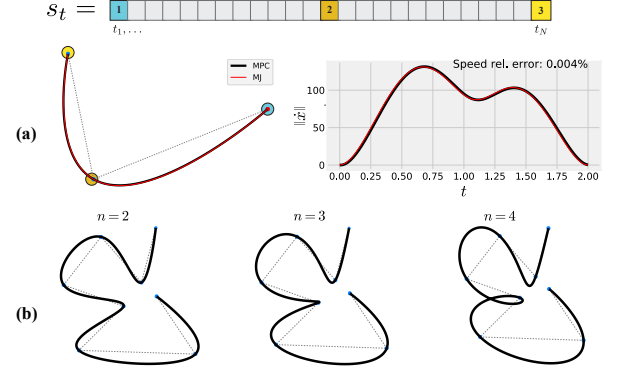 s_t =
1 2 3
t_1, ... t_N
(a)
MPC
MJ
Speed rel. error: 0.004%
‖ẋ‖
100
50
0
0.00 0.25 0.50 0.75 1.00 1.25 1.50 1.75 2.00
t
n = 2 n = 3 n = 4
(b)